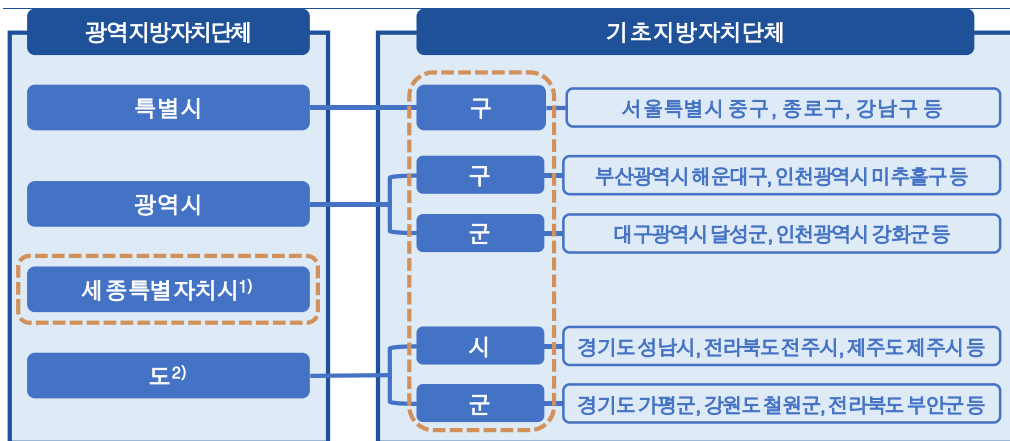 광역지방자치단체
기초지방자치단체
특별시
구
서울특별시 중구, 종로구, 강남구 등
광역시
구
부산광역시 해운대구, 인천광역시 미추홀구 등
군
대구광역시 달성군, 인천광역시 강화군 등
세종특별자치시1)
도2)
시
경기도 성남시, 전라북도 전주시, 제주도 제주시 등
군
경기도 가평군, 강원도 철원군, 전라북도 부안군 등